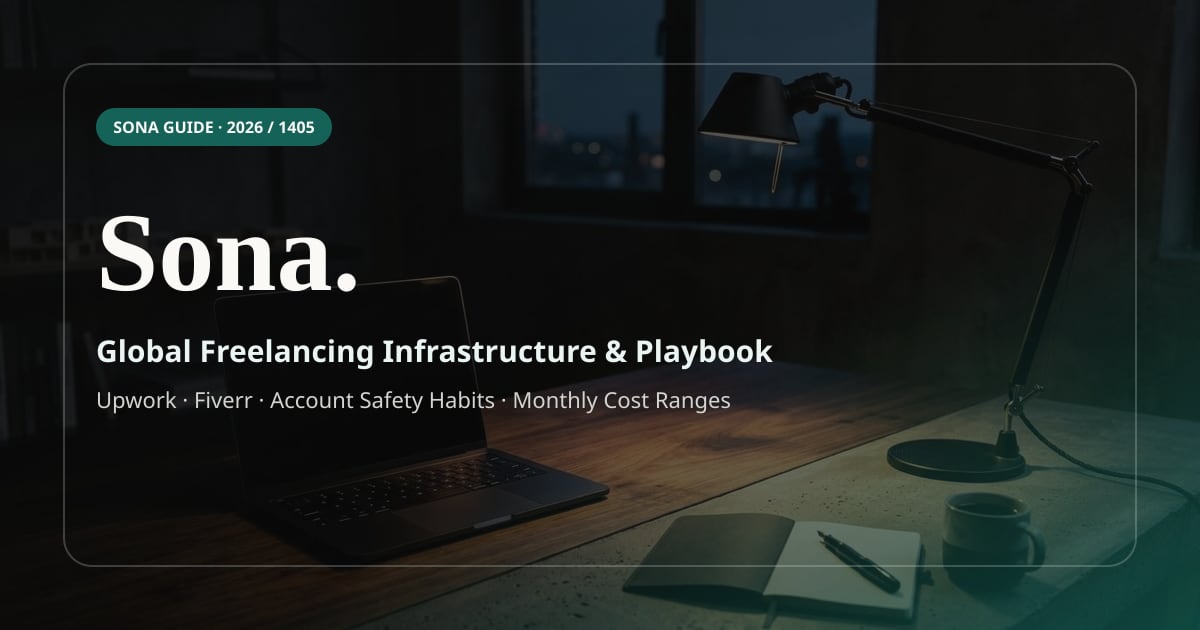 SONA GUIDE · 2026 / 1405
Sona.
Global Freelancing Infrastructure & Playbook
Upwork · Fiverr · Account Safety Habits · Monthly Cost Ranges